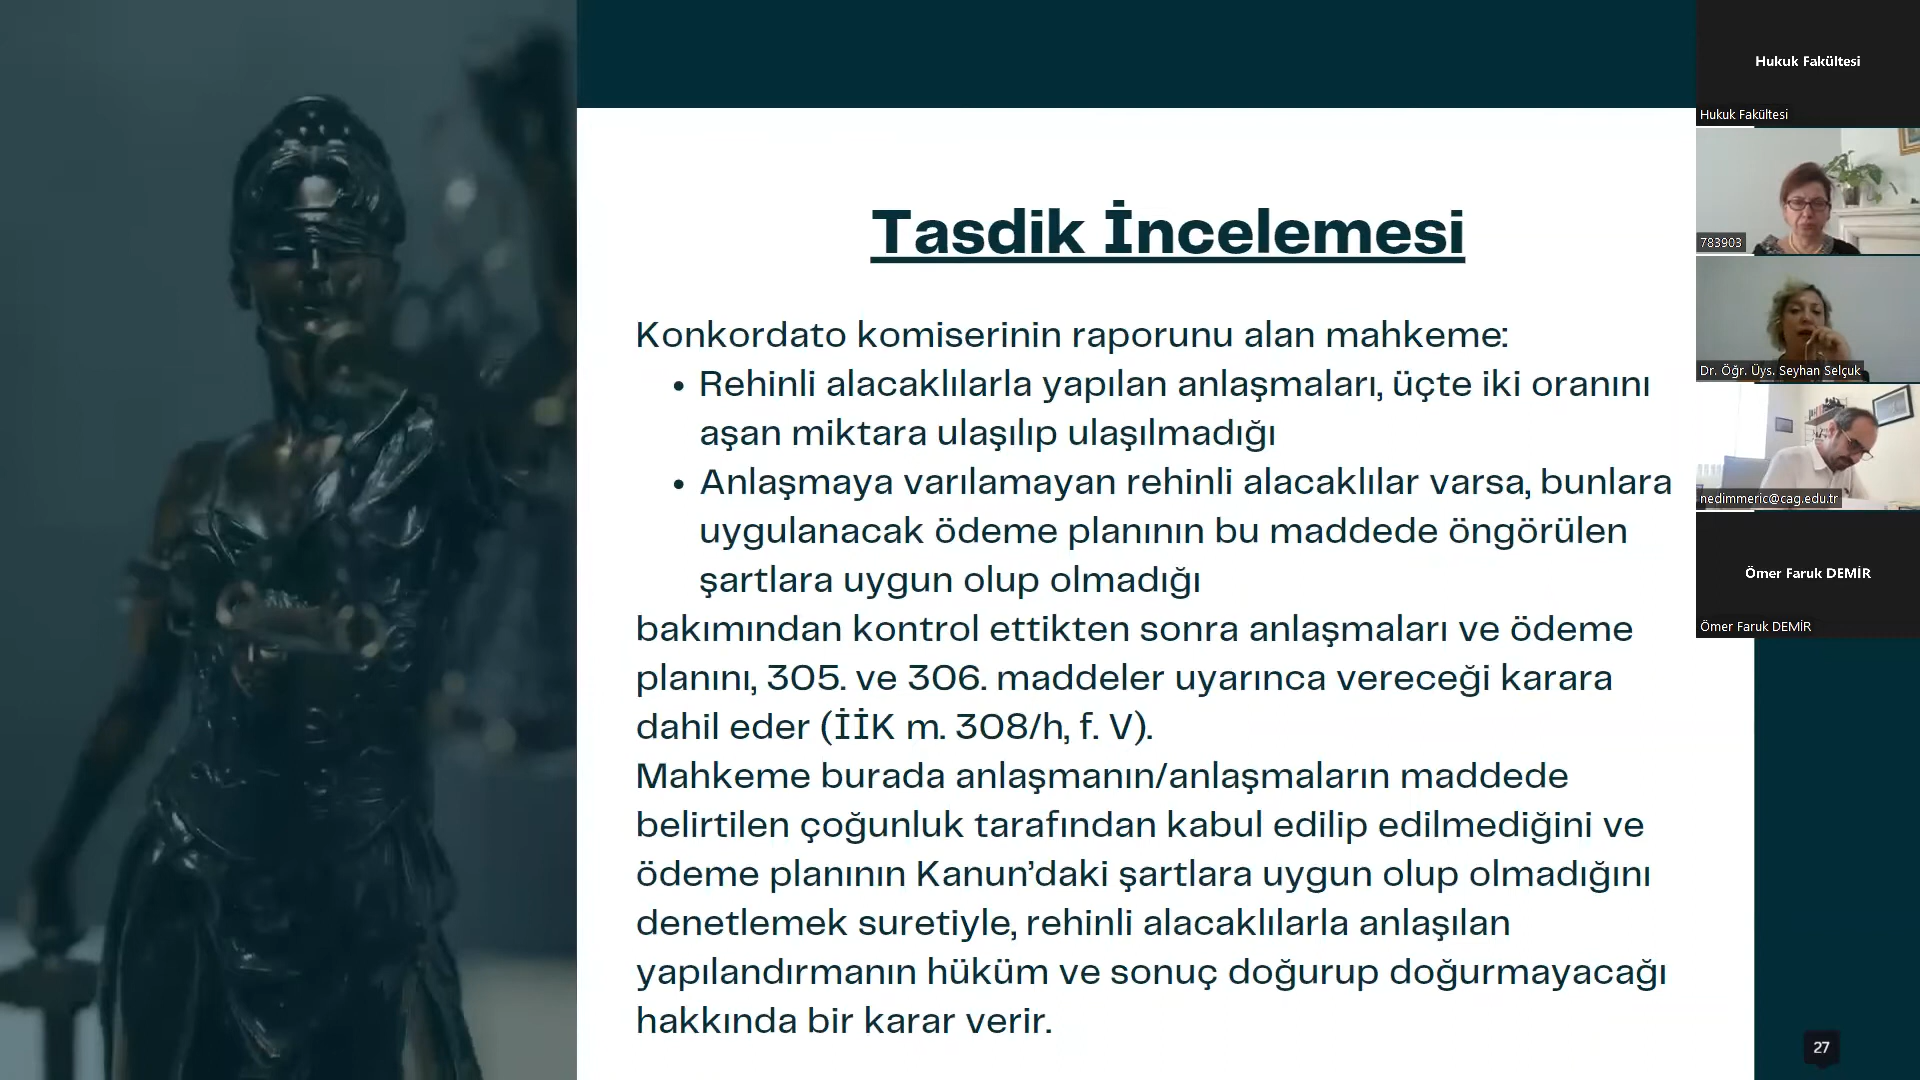 Tasdik İncelemesi
Konkordato komiserinin raporunu alan mahkeme:
• Rehinli alacaklılarla yapılan anlaşmaları, üçte iki oranını
aşan miktara ulaşılıp ulaşılmadığı
• Anlaşmaya varılamayan rehinli alacaklılar varsa, bunlara
uygulanacak ödeme planının bu maddede öngörülen
şartlara uygun olup olmadığı
bakımından kontrol ettikten sonra anlaşmaları ve ödeme
planını, 305. ve 306. maddeler uyarınca vereceği karara
dahil eder (İİK m. 308/h, f. V).
Mahkeme burada anlaşmanın/anlaşmaların maddede
belirtilen çoğunluk tarafından kabul edilip edilmediğini ve
ödeme planının Kanun’daki şartlara uygun olup olmadığını
denetlemek suretiyle, rehinli alacaklılarla anlaşılan
yapılandırmanın hüküm ve sonuç doğurup doğurmayacağı
hakkında bir karar verir.
27
Hukuk Fakültesi
Hukuk Fakültesi
783903
Dr. Öğr. Üys. Seyhan Selçuk
nedimmeric@cag.edu.tr
Ömer Faruk DEMİR
Ömer Faruk DEMİR